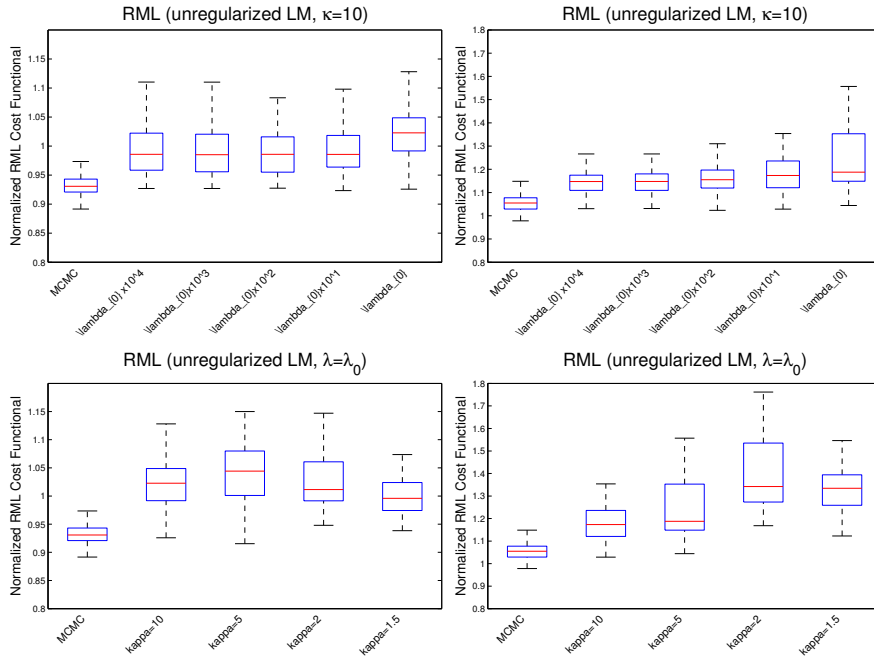 RML (unregularized LM, κ=10)
Normalized RML Cost Functional
1.15
1.1
1.05
1
0.95
0.9
0.85
0.8
MCMC
\lambda_{0} x10^4
\lambda_{0}x10^3
\lambda_{0}x10^2
\lambda_{0}x10^1
\lambda_{0}
RML (unregularized LM, κ=10)
Normalized RML Cost Functional
1.8
1.7
1.6
1.5
1.4
1.3
1.2
1.1
1
0.9
0.8
MCMC
\lambda_{0} x10^4
\lambda_{0}x10^3
\lambda_{0}x10^2
\lambda_{0}x10^1
\lambda_{0}
RML (unregularized LM, λ=λ₀)
Normalized RML Cost Functional
1.15
1.1
1.05
1
0.95
0.9
0.85
0.8
MCMC
kappa=10
kappa=5
kappa=2
kappa=1.5
RML (unregularized LM, λ=λ₀)
Normalized RML Cost Functional
1.8
1.7
1.6
1.5
1.4
1.3
1.2
1.1
1
0.9
0.8
MCMC
kappa=10
kappa=5
kappa=2
kappa=1.5